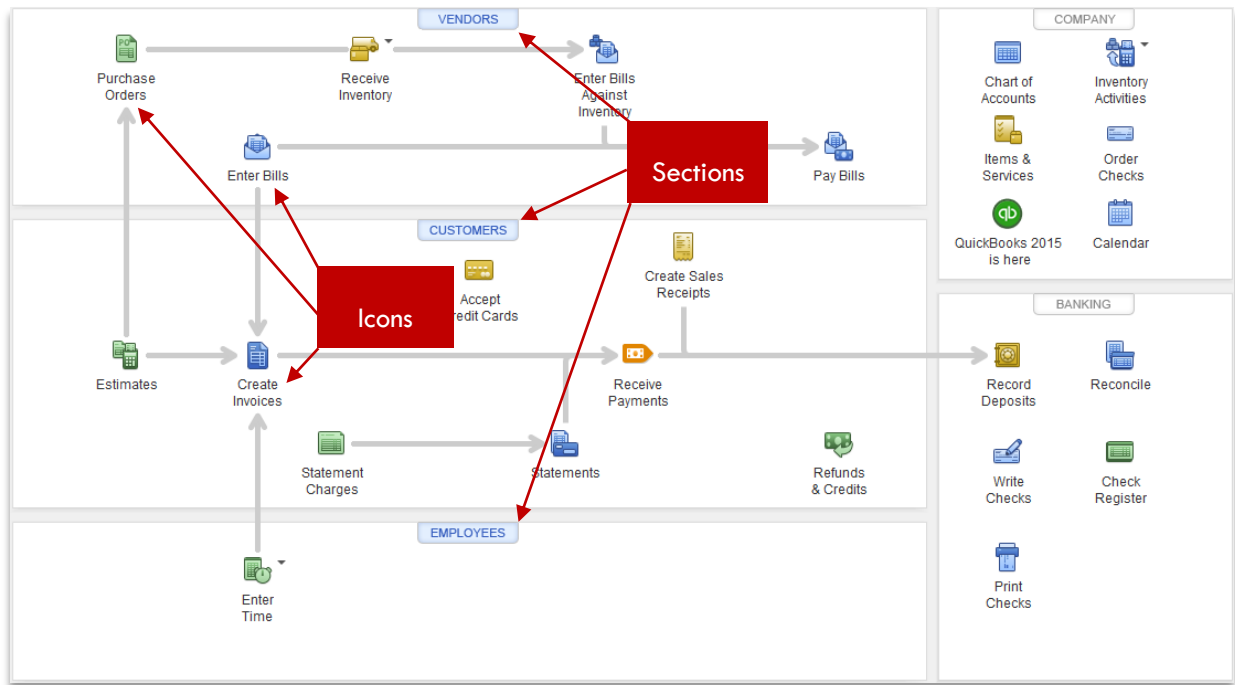 VENDORS
PO
Purchase
Orders
Receive
Inventory
Enter Bills
Against
Inventory
Enter Bills
Pay Bills
Sections
CUSTOMERS
Create Sales
Receipts
Accept
redit Cards
Icons
Estimates
Create
Invoices
Receive
Payments
Statement
Charges
Statements
Refunds
& Credits
EMPLOYEES
Enter
Time
COMPANY
Chart of
Accounts
Inventory
Activities
Items &
Services
Order
Checks
qb
QuickBooks 2015
is here
Calendar
BANKING
Record
Deposits
Reconcile
Write
Checks
Check
Register
Print
Checks